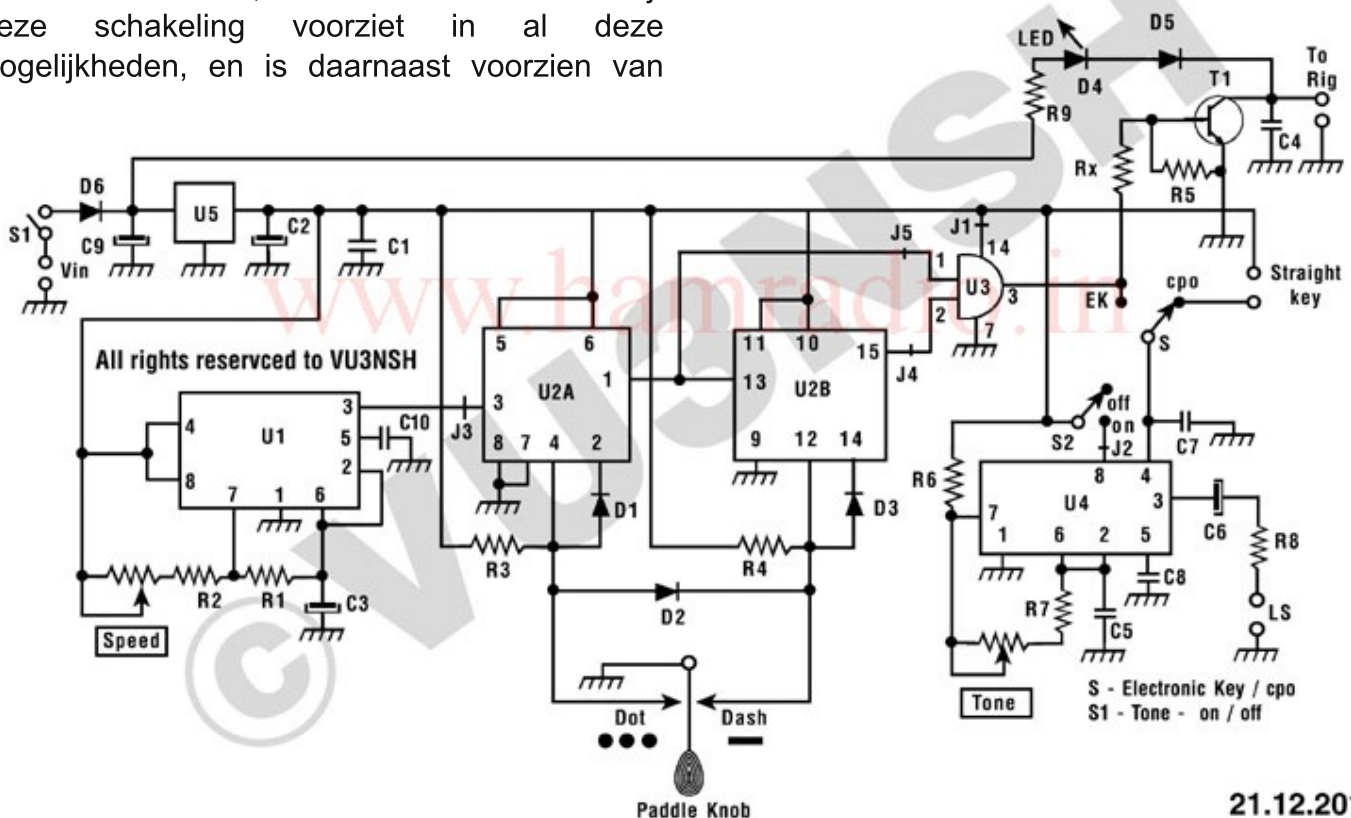 eze schakeling voorziet in al deze
ogelijkheden, en is daarnaast voorzien van
LED
D4
D5
T1
To
Rig
R9
C4
Rx
R5
D6
S1
Vin
C9
U5
C2
C1
J5
J1
14
1
2
U3
3
7
EK
cpo
Straight
key
S
www.hamradio.in
© VU3NSH
All rights reservced to VU3NSH
U1
4
8
3
5
2
7
1
6
C10
J3
U2A
5
6
3
1
8
7
4
2
D1
R3
U2B
11
10
13
15
9
12
14
J4
D3
R4
D2
R2
R1
C3
Speed
S2
off
on
J2
C7
R6
U4
8
4
7
3
1
6
2
5
C6
R8
C8
R7
C5
LS
Tone
S - Electronic Key / cpo
S1 - Tone - on / off
Dot
Dash
Paddle Knob
21.12.20